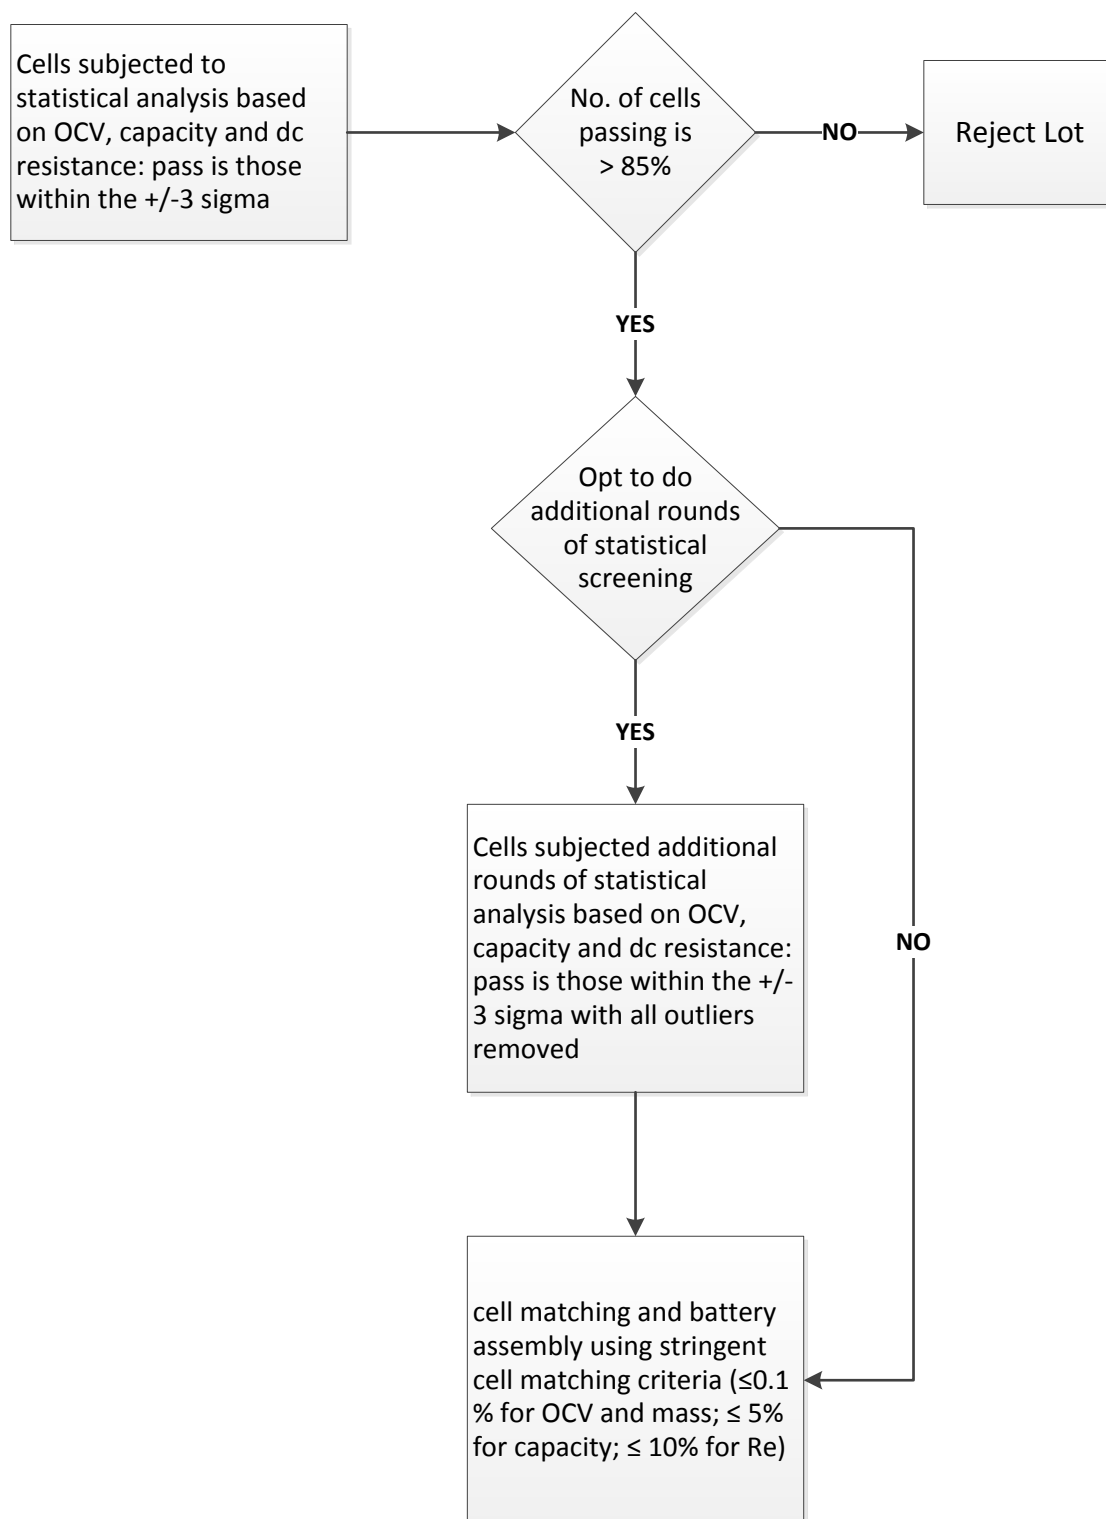 Cells subjected to
statistical analysis based
on OCV, capacity and dc
resistance: pass is those
within the +/-3 sigma
No. of cells
passing is
> 85%
NO
Reject Lot
YES
Opt to do
additional rounds
of statistical
screening
YES
Cells subjected additional
rounds of statistical
analysis based on OCV,
capacity and dc resistance:
pass is those within the +/-
3 sigma with all outliers
removed
NO
cell matching and battery
assembly using stringent
cell matching criteria (≤0.1
% for OCV and mass; ≤ 5%
for capacity; ≤ 10% for Re)